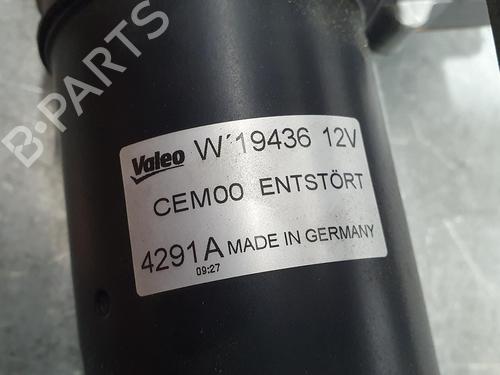 B-PARTS
Valeo W'19436 12V
CEM00 ENTSTÖRT
4291A MADE IN GERMANY
09:27